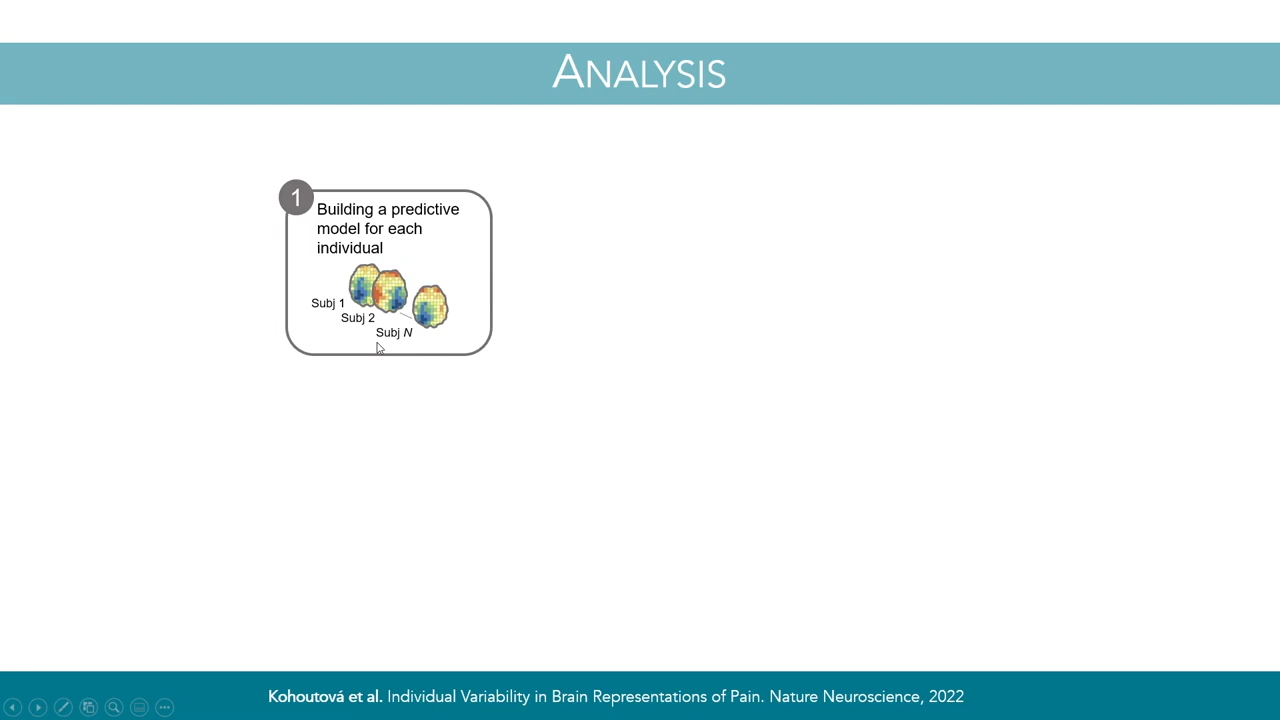 ANALYSIS
1
Building a predictive
model for each
individual
Subj 1
Subj 2
Subj N
Kohoutová et al. Individual Variability in Brain Representations of Pain. Nature Neuroscience, 2022